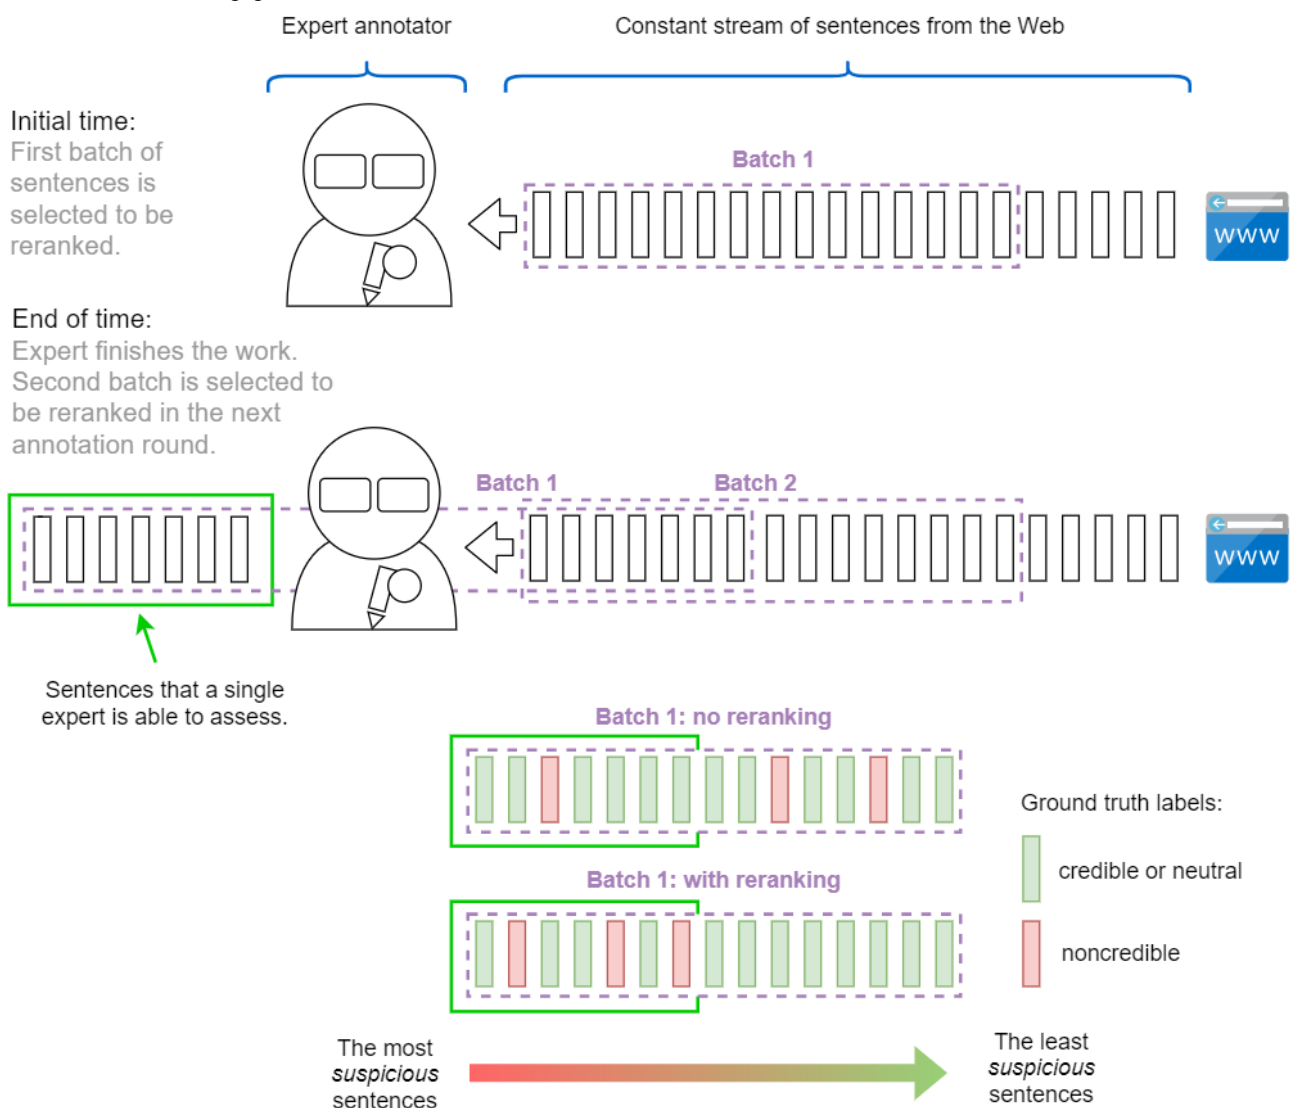 Expert annotator
Constant stream of sentences from the Web
Initial time:
First batch of
sentences is
selected to be
reranked.
Batch 1
WWW
End of time:
Expert finishes the work.
Second batch is selected to
be reranked in the next
annotation round.
Batch 1
Batch 2
WWW
Sentences that a single
expert is able to assess.
Batch 1: no reranking
Ground truth labels:
credible or neutral
Batch 1: with reranking
noncredible
The most
suspicious
sentences
The least
suspicious
sentences